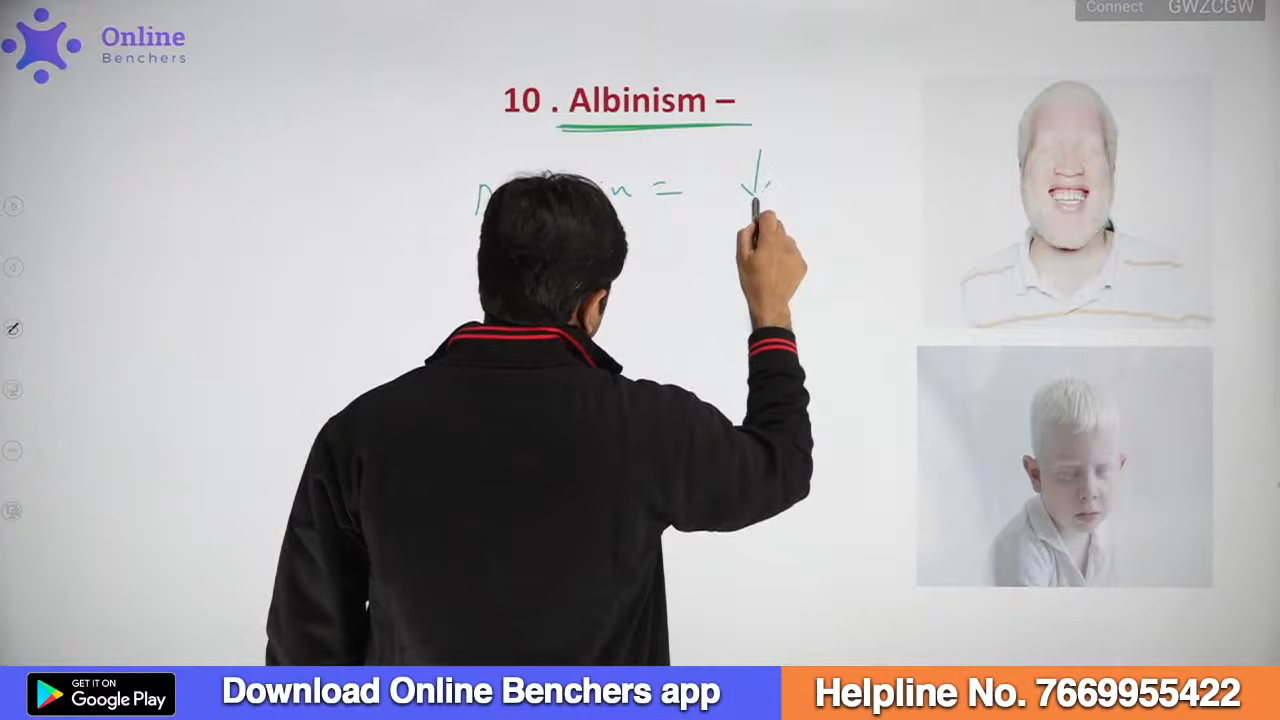 Online
Benchers
Connect GWZCGW
10 . Albinism –
=
GET IT ON
Google Play
Download Online Benchers app
Helpline No. 7669955422